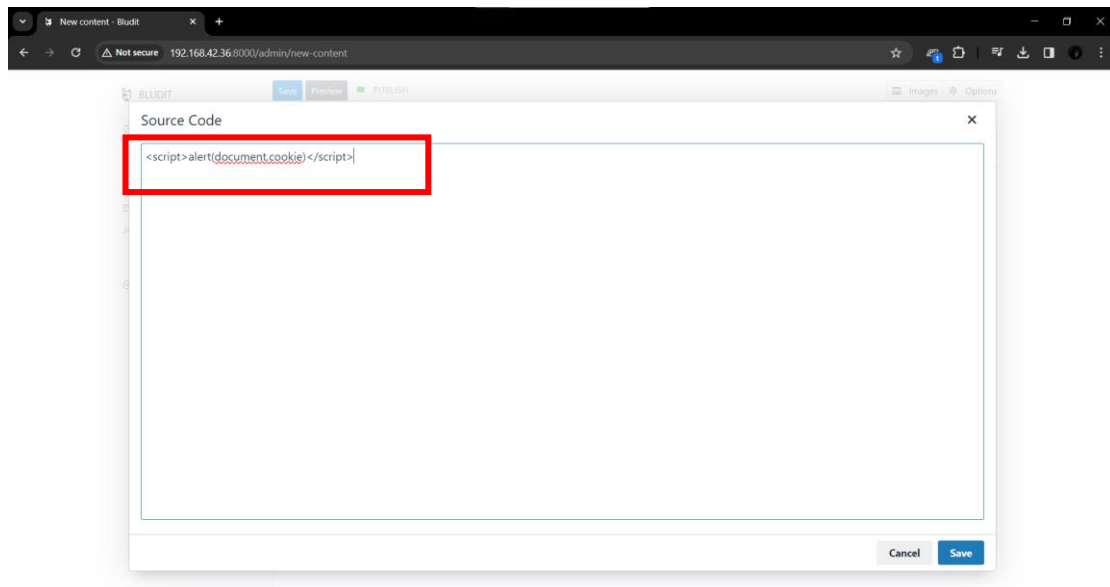 New content - Bludit
Not secure 192.168.42.36:8000/admin/new-content
1
BLUDIT Save Preview PUBLISH Images Options
Source Code
<script>alert(document.cookie)</script>
Cancel Save